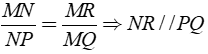 MN/NP = MR/MQ ⇒ NR//PQ